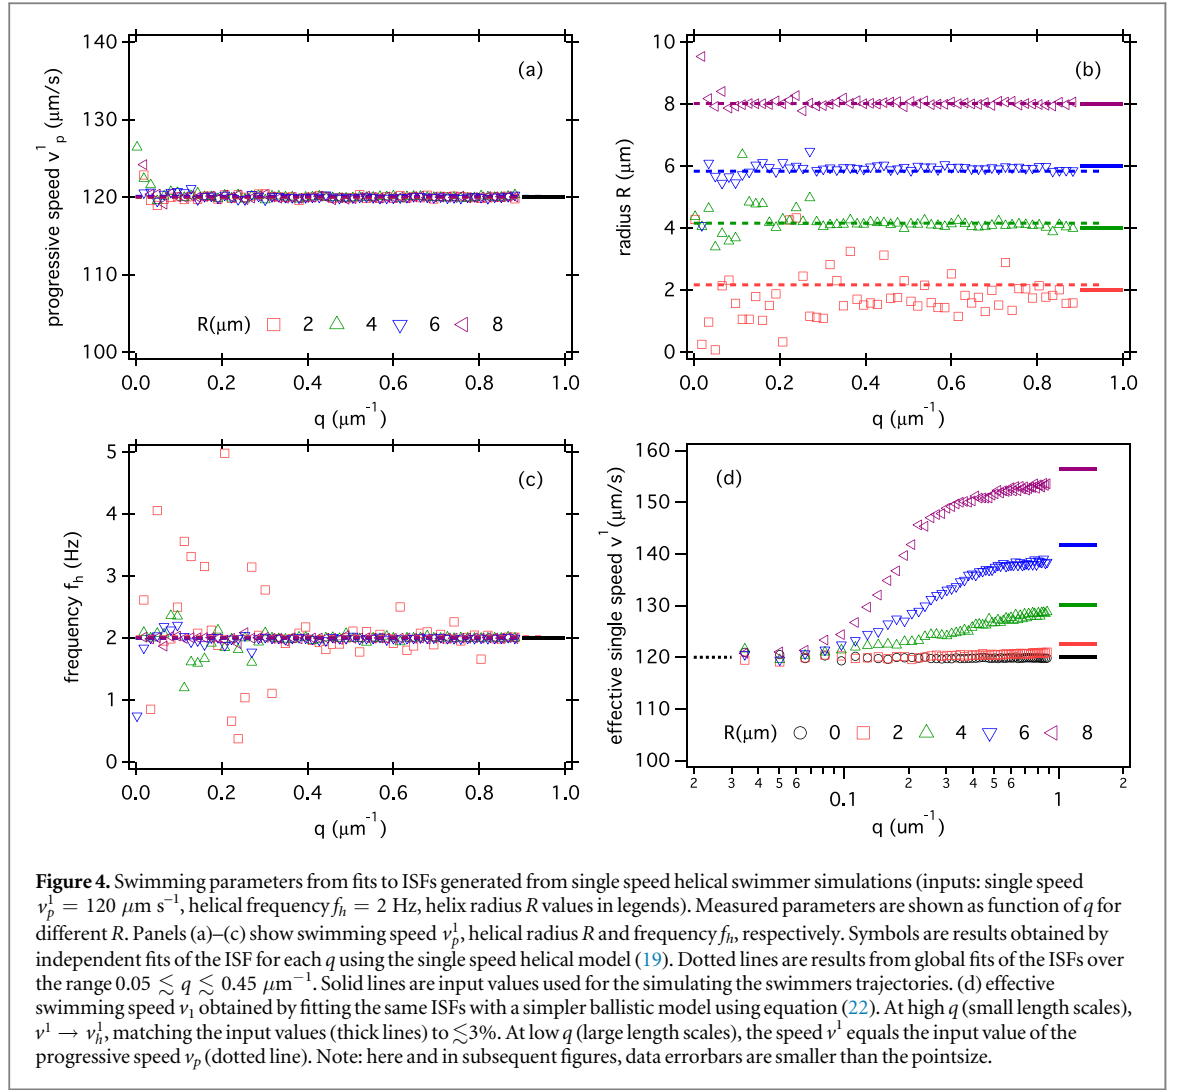 140
130
120
110
100
progressive speed v¹p (μm/s)
(a)
R(μm) 2 4 6 8
0.0 0.2 0.4 0.6 0.8 1.0
q (μm⁻¹)
10
8
6
4
2
0
radius R (μm)
(b)
0.0 0.2 0.4 0.6 0.8 1.0
q (μm⁻¹)
5
4
3
2
1
0
frequency fh (Hz)
(c)
0.0 0.2 0.4 0.6 0.8 1.0
q (μm⁻¹)
160
150
140
130
120
110
100
effective single speed v¹(μm/s)
(d)
R(μm) 0 2 4 6 8
2 3 4 5 6 0.1 2 3 4 5 6 1 2
q (um⁻¹)
Figure 4. Swimming parameters from fits to ISFs generated from single speed helical swimmer simulations (inputs: single speed
ν¹p = 120 μm s⁻¹, helical frequency fh = 2 Hz, helix radius R values in legends). Measured parameters are shown as function of q for
different R. Panels (a)–(c) show swimming speed ν¹p, helical radius R and frequency fh, respectively. Symbols are results obtained by
independent fits of the ISF for each q using the single speed helical model (19). Dotted lines are results from global fits of the ISFs over
the range 0.05 ≲ q ≲ 0.45 μm⁻¹. Solid lines are input values used for the simulating the swimmers trajectories. (d) effective
swimming speed ν₁ obtained by fitting the same ISFs with a simpler ballistic model using equation (22). At high q (small length scales),
ν¹ → ν¹h, matching the input values (thick lines) to ≲3%. At low q (large length scales), the speed ν¹ equals the input value of the
progressive speed νp (dotted line). Note: here and in subsequent figures, data errorbars are smaller than the pointsize.